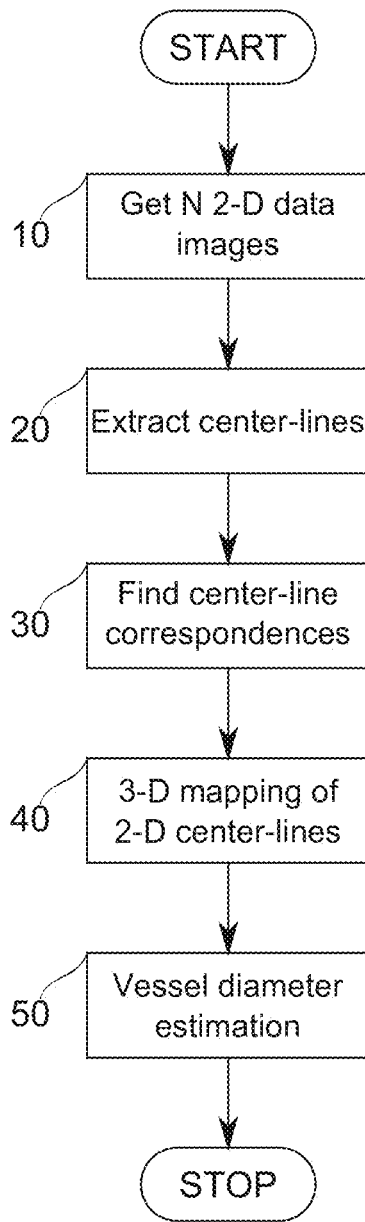 START
10
Get N 2-D data
images
20
Extract center-lines
30
Find center-line
correspondences
40
3-D mapping of
2-D center-lines
50
Vessel diameter
estimation
STOP